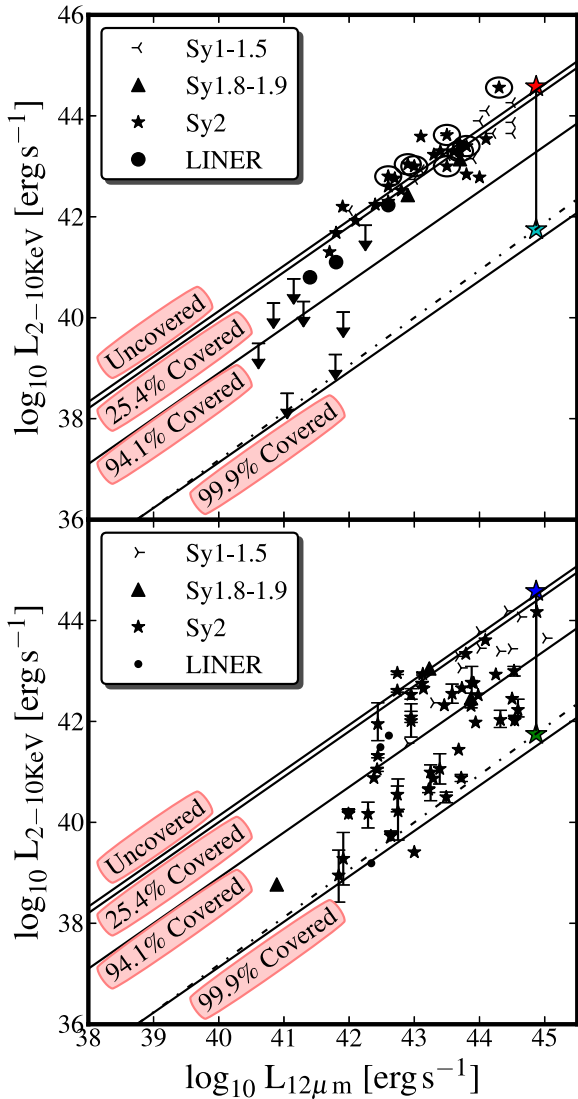 46
44
42
40
38
36
log₁₀ L₂₋₁₀KeV [erg s⁻¹]
Sy1-1.5
Sy1.8-1.9
Sy2
LINER
Uncovered
25.4% Covered
94.1% Covered
99.9% Covered
46
44
42
40
38
36
log₁₀ L₂₋₁₀KeV [erg s⁻¹]
Sy1-1.5
Sy1.8-1.9
Sy2
LINER
Uncovered
25.4% Covered
94.1% Covered
99.9% Covered
38 39 40 41 42 43 44 45
log₁₀ L₁₂μm [erg s⁻¹]